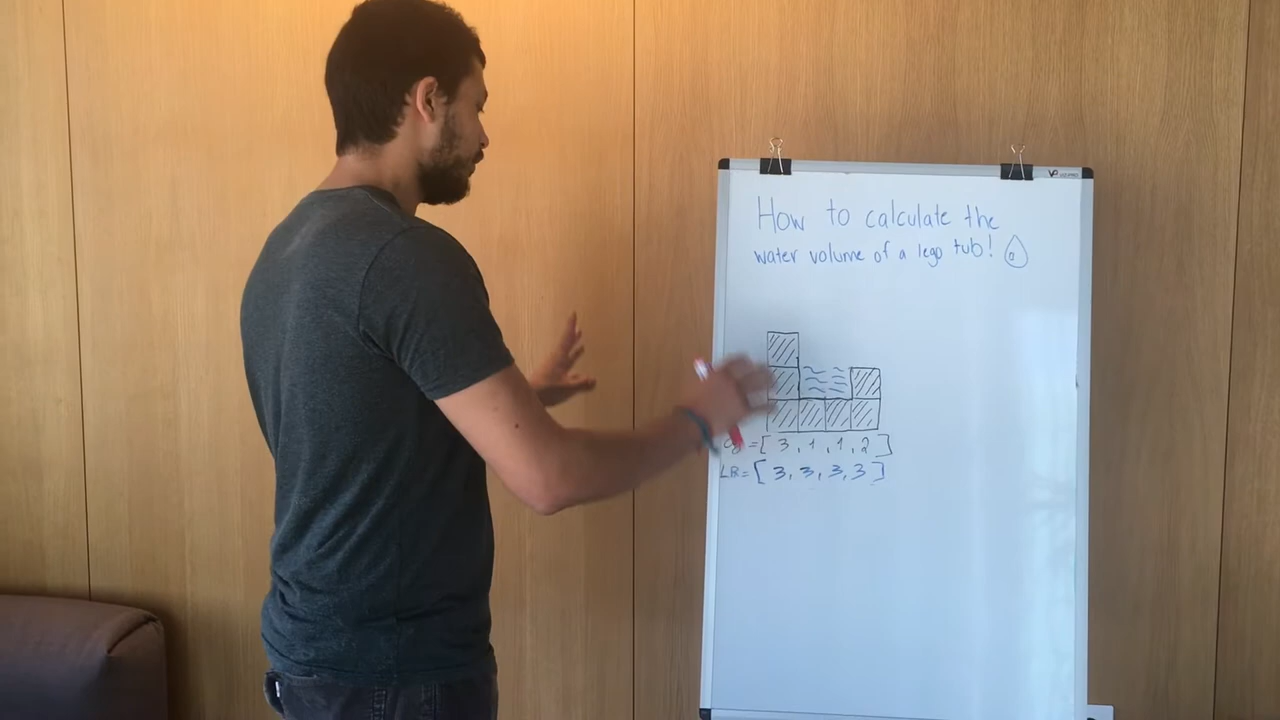 How to calculate the
water volume of a lego tub!
= [ 3, 1, 1, 2 ]
LR = [ 3, 3, 3, 3 ]